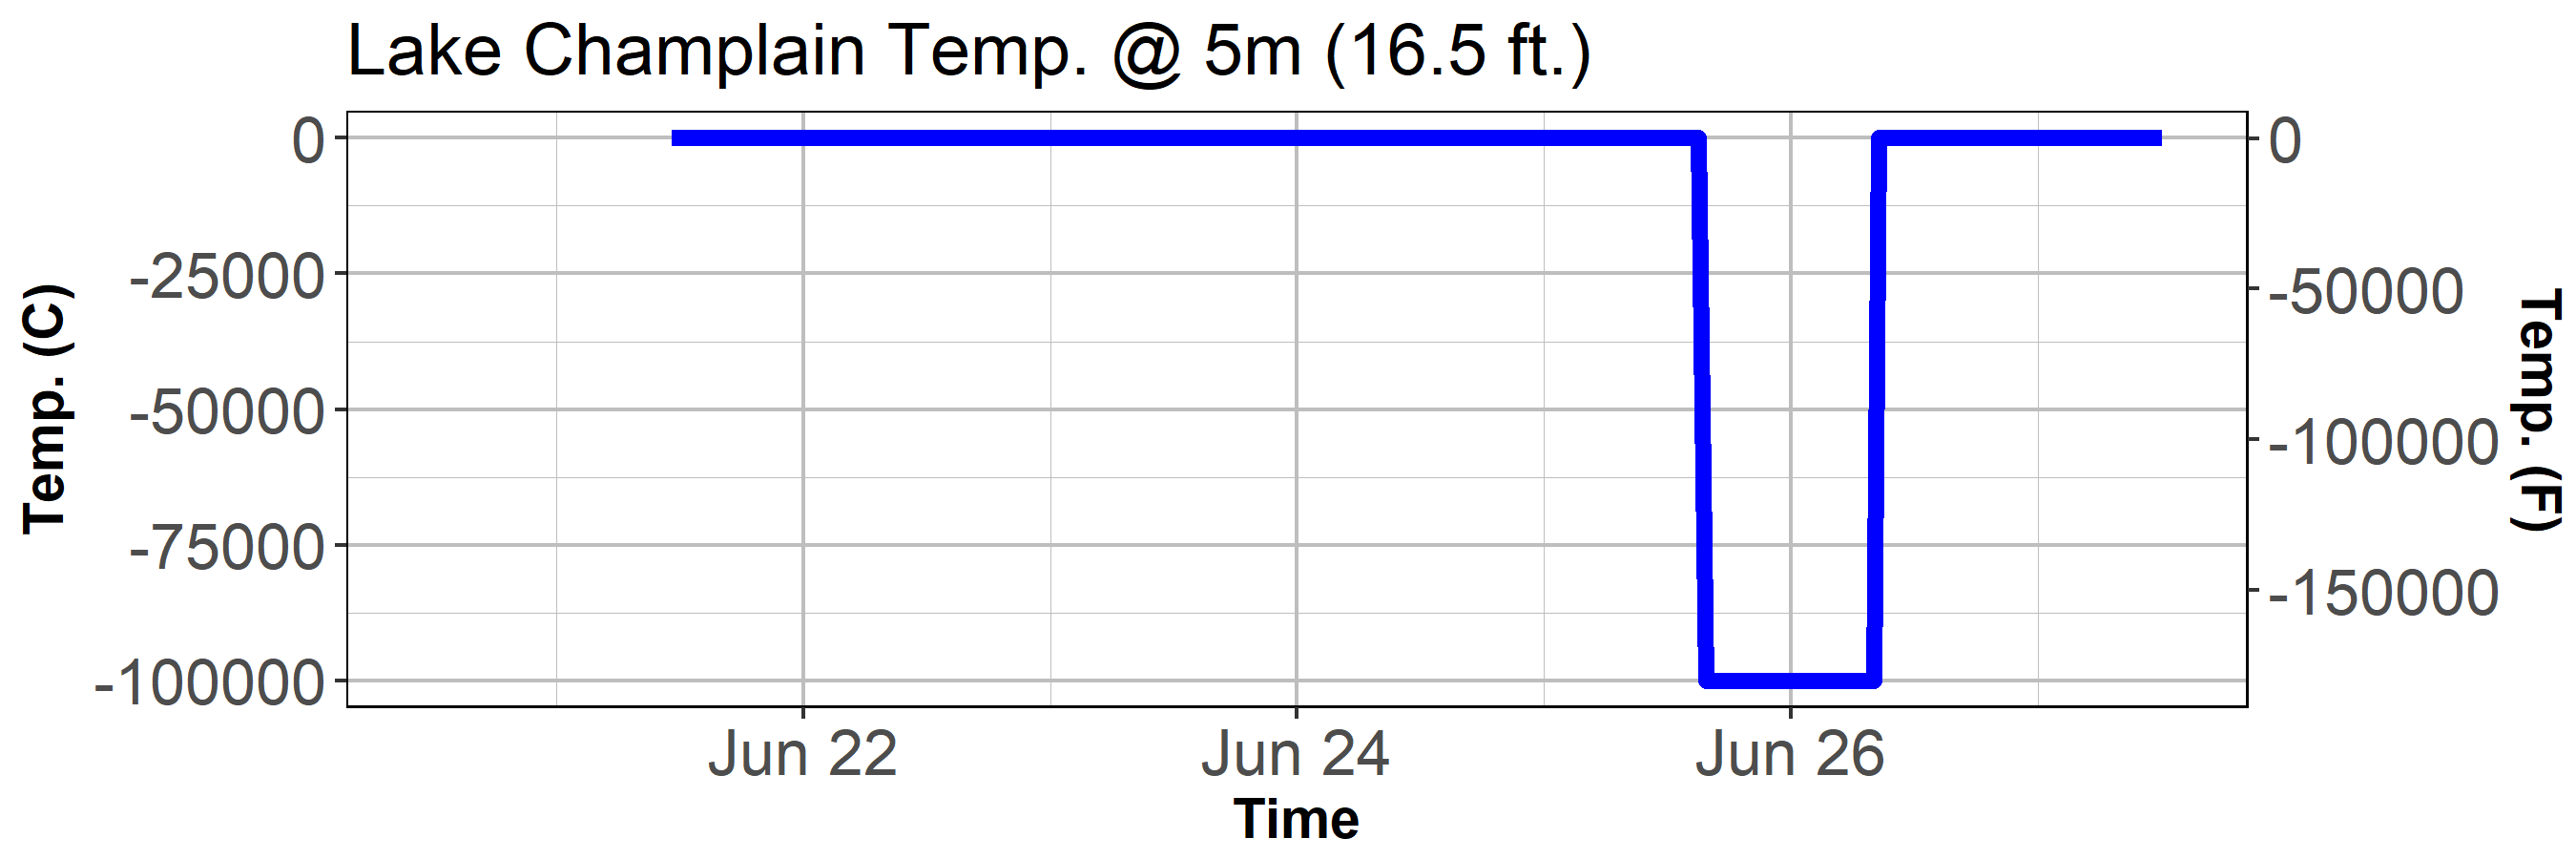 Lake Champlain Temp. @ 5m (16.5 ft.)
0
-25000
-50000
-75000
-100000
Temp. (C)
0
-50000
-100000
-150000
Temp. (F)
Jun 22
Jun 24
Jun 26
Time